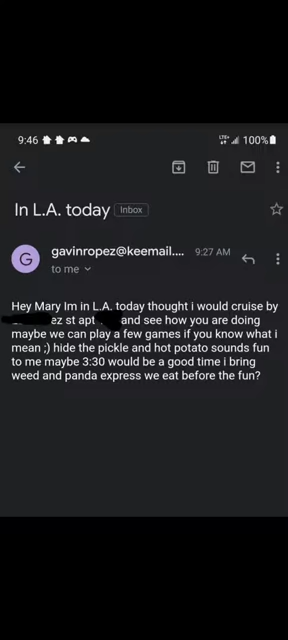 9:46 LTE+ 100%
In L.A. today Inbox
G
gavinropez@keemail.... 9:27 AM
to me
Hey Mary Im in L.A. today thought i would cruise by
ez st apt and see how you are doing
maybe we can play a few games if you know what i
mean ;) hide the pickle and hot potato sounds fun
to me maybe 3:30 would be a good time i bring
weed and panda express we eat before the fun?